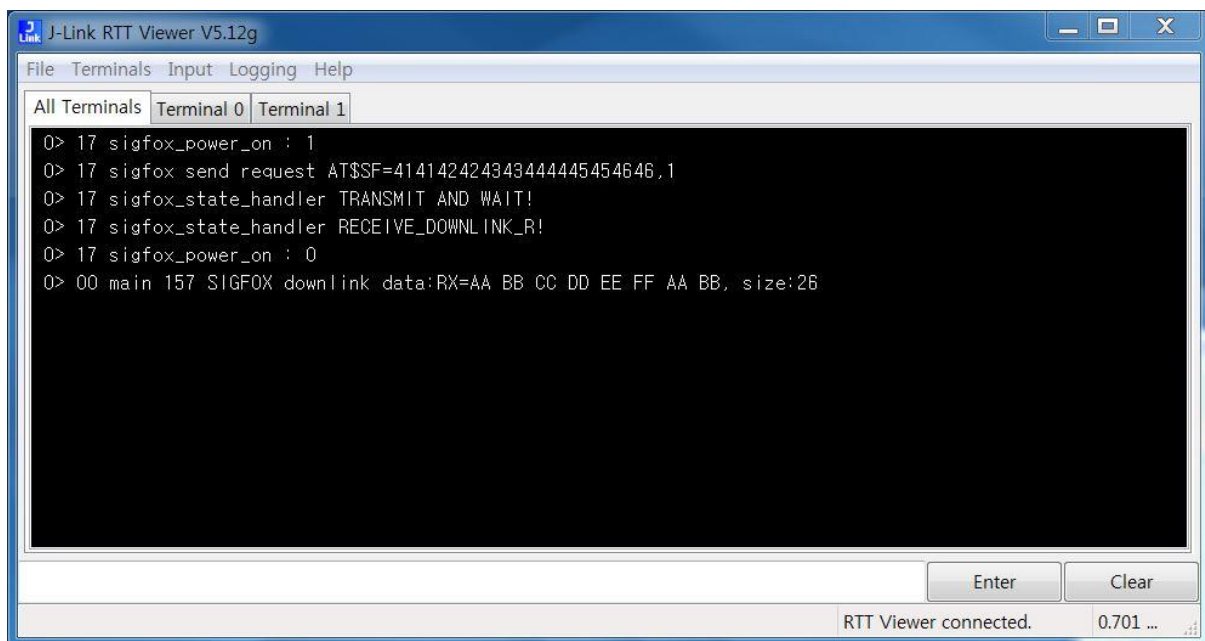 J-Link RTT Viewer V5.12g
File Terminals Input Logging Help
All Terminals Terminal 0 Terminal 1
0> 17 sigfox_power_on : 1
0> 17 sigfox send request AT$SF=414142424343444445454646,1
0> 17 sigfox_state_handler TRANSMIT AND WAIT!
0> 17 sigfox_state_handler RECEIVE_DOWNLINK_R!
0> 17 sigfox_power_on : 0
0> 00 main 157 SIGFOX downlink data:RX=AA BB CC DD EE FF AA BB, size:26
Enter Clear
RTT Viewer connected. 0.701 ...